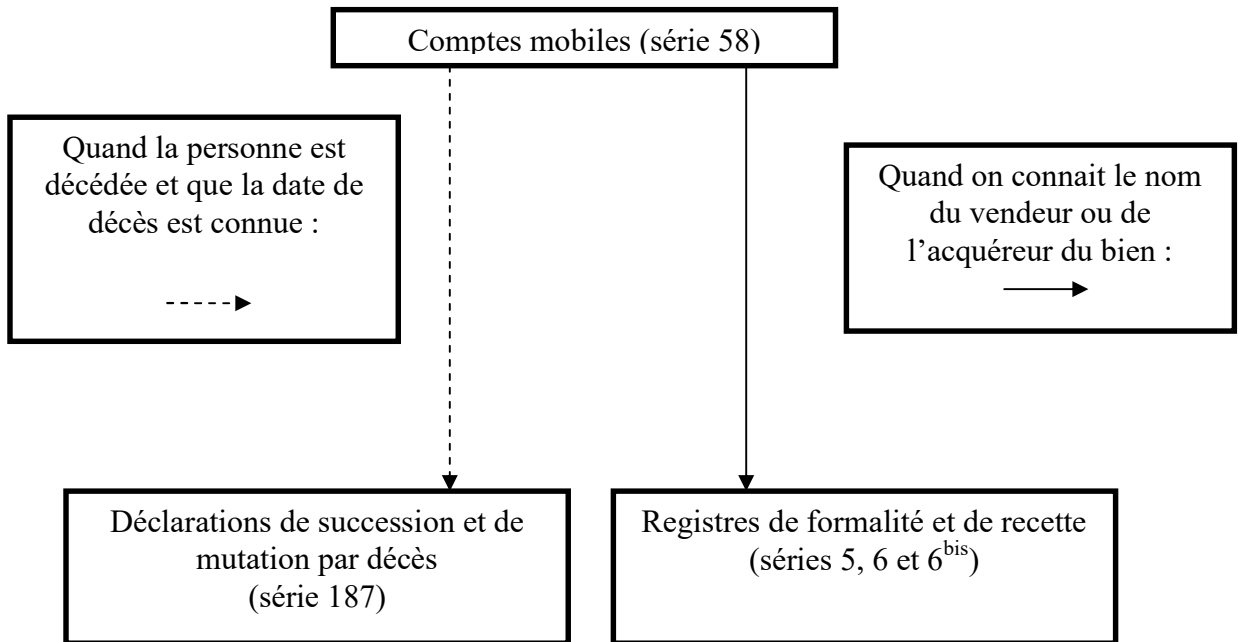 Comptes mobiles (série 58)
Quand la personne est
décédée et que la date de
décès est connue :
Quand on connait le nom
du vendeur ou de
l’acquéreur du bien :
Déclarations de succession et de
mutation par décès
(série 187)
Registres de formalité et de recette
(séries 5, 6 et 6bis)